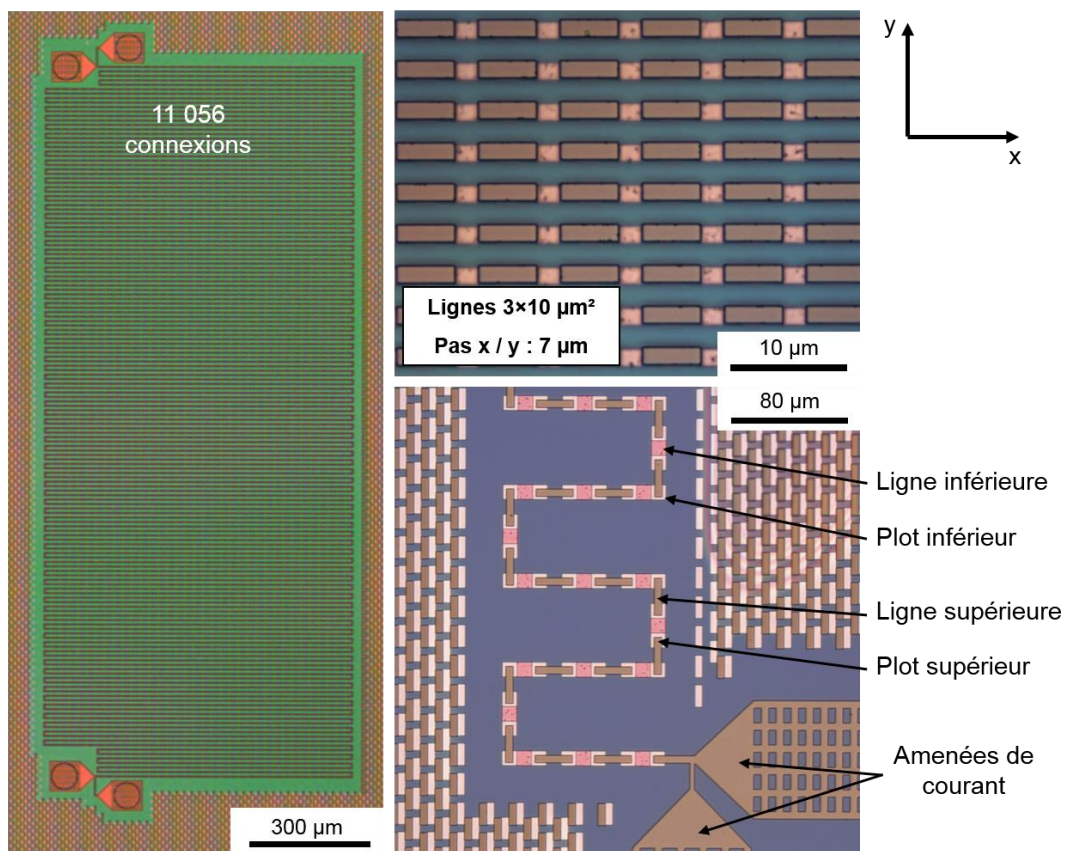 11 056
connexions
300 µm
Lignes 3×10 µm²
Pas x / y : 7 µm
10 µm
80 µm
y
x
Ligne inférieure
Plot inférieur
Ligne supérieure
Plot supérieur
Amenées de
courant